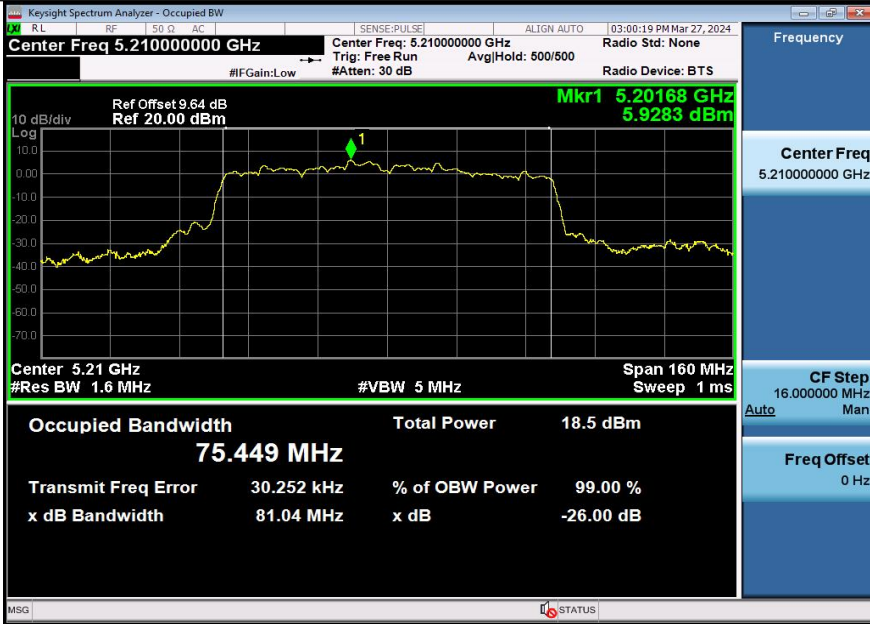 Keysight Spectrum Analyzer - Occupied BW
LXI RL RF 50 Ω AC SENSE:PULSE ALIGN AUTO 03:00:19 PM Mar 27, 2024
Center Freq 5.210000000 GHz
Center Freq: 5.210000000 GHz Radio Std: None
Trig: Free Run Avg|Hold: 500/500
#IFGain:Low #Atten: 30 dB Radio Device: BTS
Frequency
Ref Offset 9.64 dB Mkr1 5.20168 GHz
10 dB/div Ref 20.00 dBm 5.9283 dBm
Log
1
10.0
0.00
-10.0
-20.0
-30.0
-40.0
-50.0
-60.0
-70.0
Center 5.21 GHz Span 160 MHz
#Res BW 1.6 MHz #VBW 5 MHz Sweep 1 ms
Occupied Bandwidth Total Power 18.5 dBm
75.449 MHz
Transmit Freq Error 30.252 kHz % of OBW Power 99.00 %
x dB Bandwidth 81.04 MHz x dB -26.00 dB
Center Freq
5.210000000 GHz
CF Step
16.000000 MHz
Auto Man
Freq Offset
0 Hz
MSG STATUS